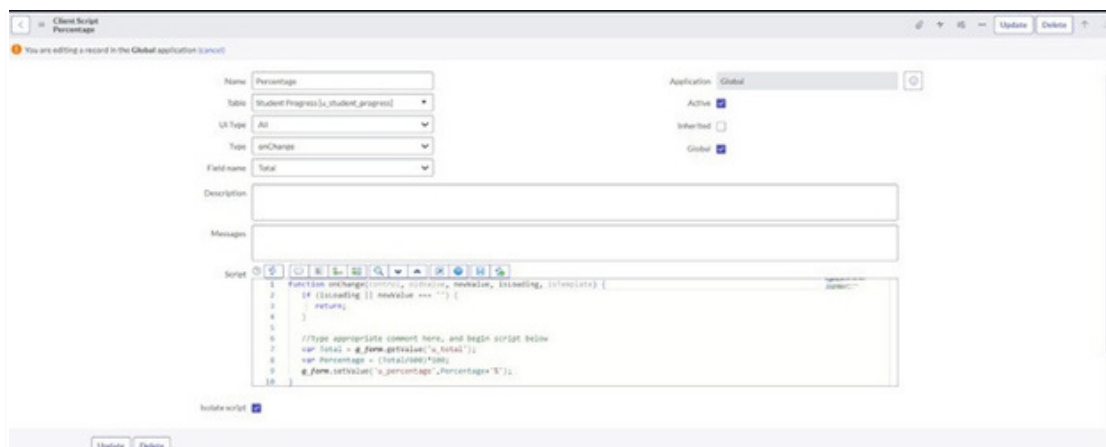 Client Script
Percentage
Update Delete
You are editing a record in the Global application (cancel)
Name Percentage
Application Global
Table Student Progress [u_student_progress]
Active
UI Type All
Inherited
Type onChange
Global
Field name Total
Description
Messages
Script
1 function onChange(control, oldValue, newValue, isLoading, isTemplate) {
2 if (isLoading || newValue === '') {
3 return;
4 }
5
6 //Type appropriate comment here, and begin script below
7 var Total = g_form.getValue('u_total');
8 var Percentage = (Total/600)*100;
9 g_form.setValue('u_percentage',Percentage+'%');
10 }
Isolate script
Update Delete